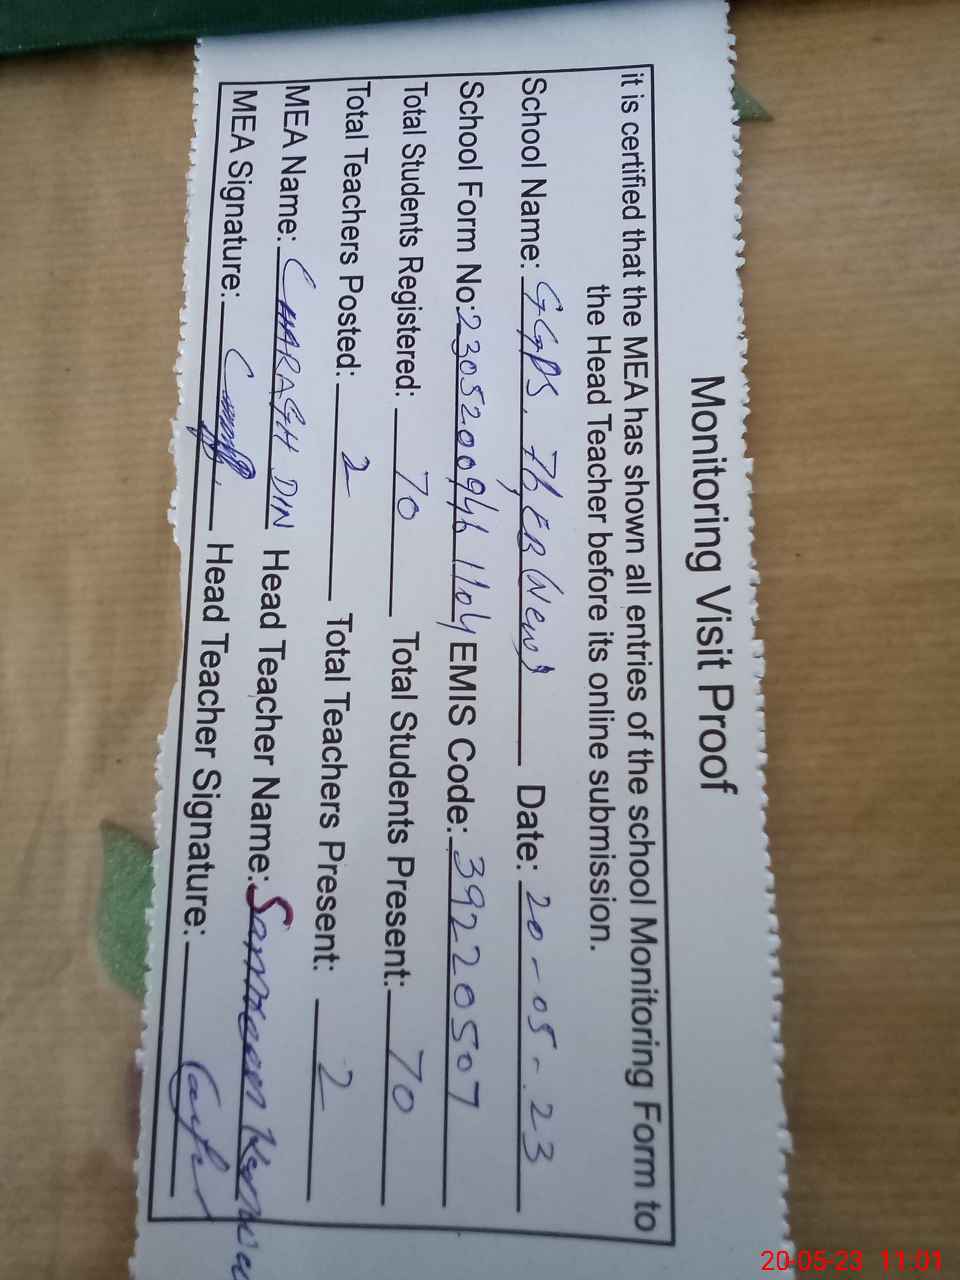 Monitoring Visit Proof
it is certified that the MEA has shown all entries of the school Monitoring Form to
the Head Teacher before its online submission.
School Name: GGPS. 7/ER (New) Date: 20-05-23
School Form No: EMIS Code: 39220507
Total Students Registered: 70 Total Students Present: 70
Total Teachers Posted: 2 Total Teachers Present: 2
MEA Name: CHARAGH DIN Head Teacher Name:
MEA Signature: Head Teacher Signature:
20-05-23 11:01